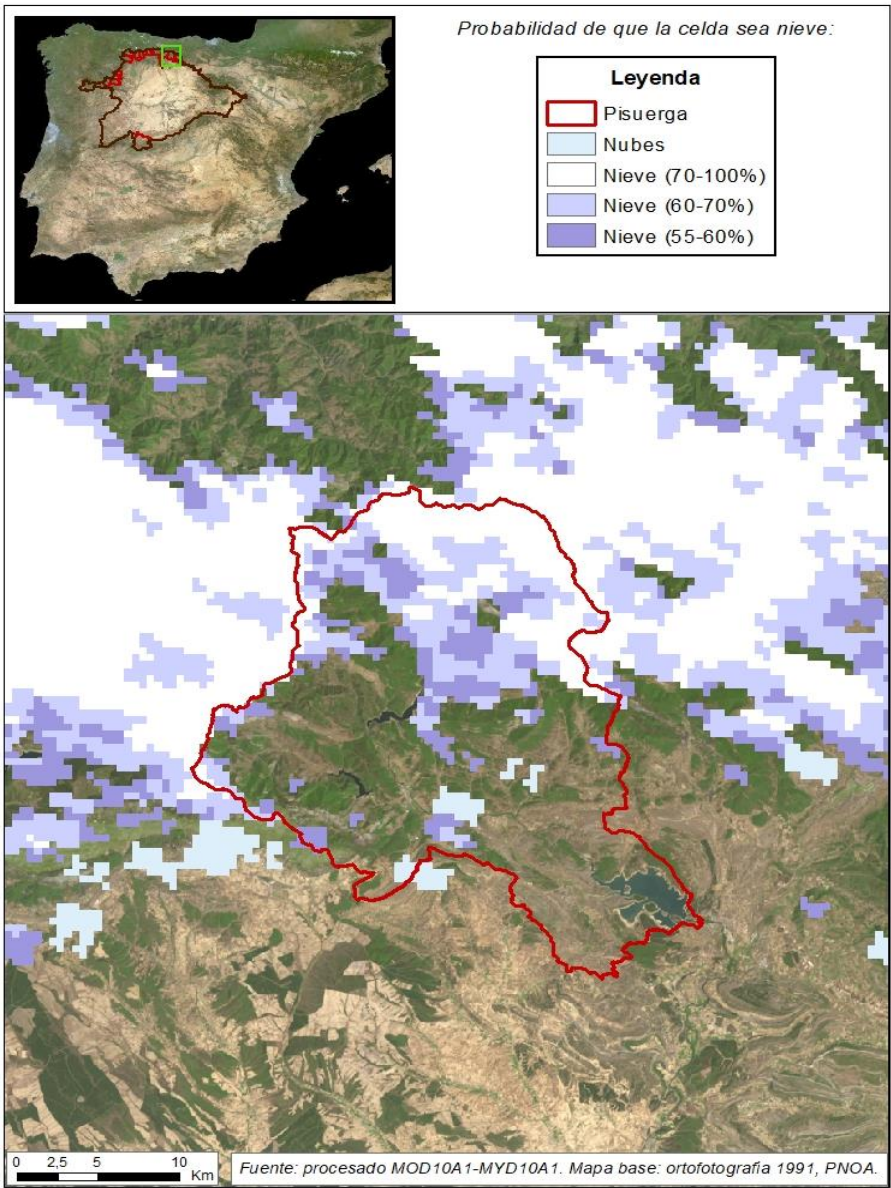 Probabilidad de que la celda sea nieve:
Leyenda
Pisuerga
Nubes
Nieve (70-100%)
Nieve (60-70%)
Nieve (55-60%)
0 2,5 5 10
Km
Fuente: procesado MOD10A1-MYD10A1. Mapa base: ortofotografía 1991, PNOA.